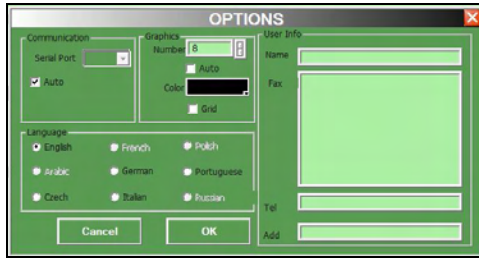 OPTIONS
Communication
Serial Port
Auto
Graphics
Number 8
Auto
Color
Grid
User Info
Name
Fax
Tel
Add
Language
English French Polish
Arabic German Portuguese
Czech Italian Russian
Cancel OK